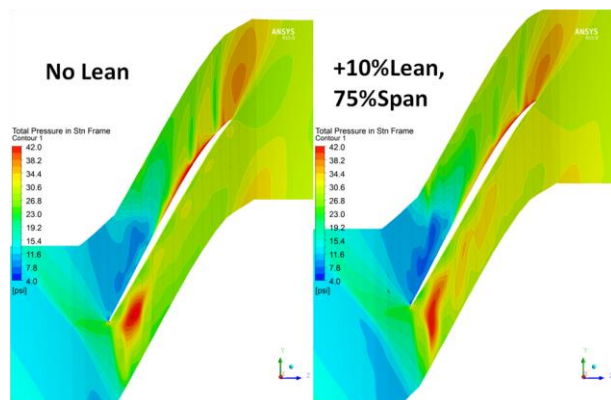 No Lean
ANSYS
Total Pressure in Stn Frame
Contour 1
42.0
38.2
34.4
30.6
26.8
23.0
19.2
15.4
11.6
7.8
4.0
[psi]
Y
Z
+10%Lean,
75%Span
ANSYS
Total Pressure in Stn Frame
Contour 1
42.0
38.2
34.4
30.6
26.8
23.0
19.2
15.4
11.6
7.8
4.0
[psi]
Y
Z